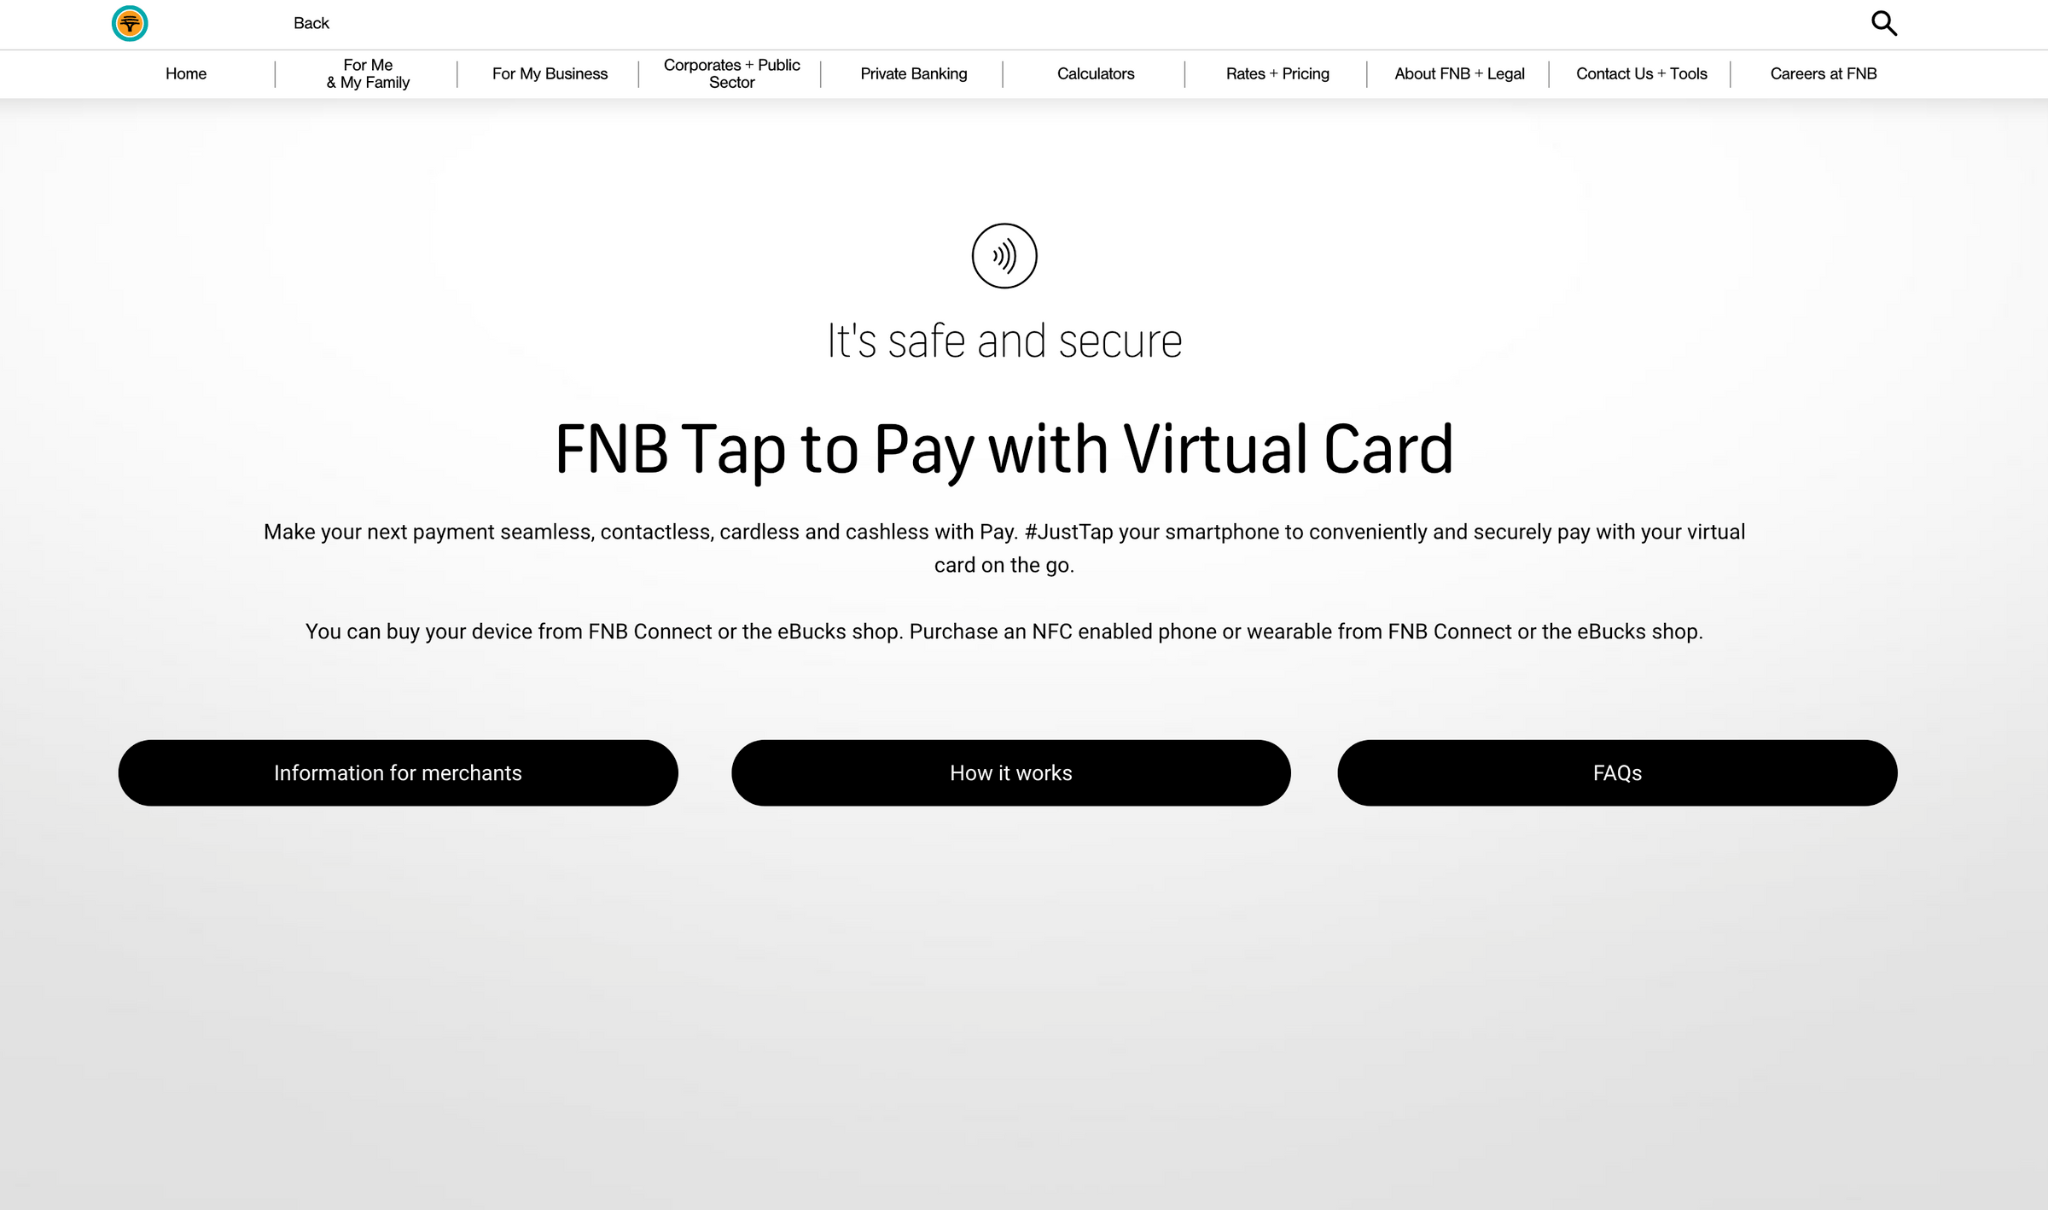 Back
Home
For Me
& My Family
For My Business
Corporates + Public
Sector
Private Banking
Calculators
Rates + Pricing
About FNB + Legal
Contact Us + Tools
Careers at FNB
It's safe and secure
FNB Tap to Pay with Virtual Card
Make your next payment seamless, contactless, cardless and cashless with Pay. #JustTap your smartphone to conveniently and securely pay with your virtual
card on the go.
You can buy your device from FNB Connect or the eBucks shop. Purchase an NFC enabled phone or wearable from FNB Connect or the eBucks shop.
Information for merchants
How it works
FAQs